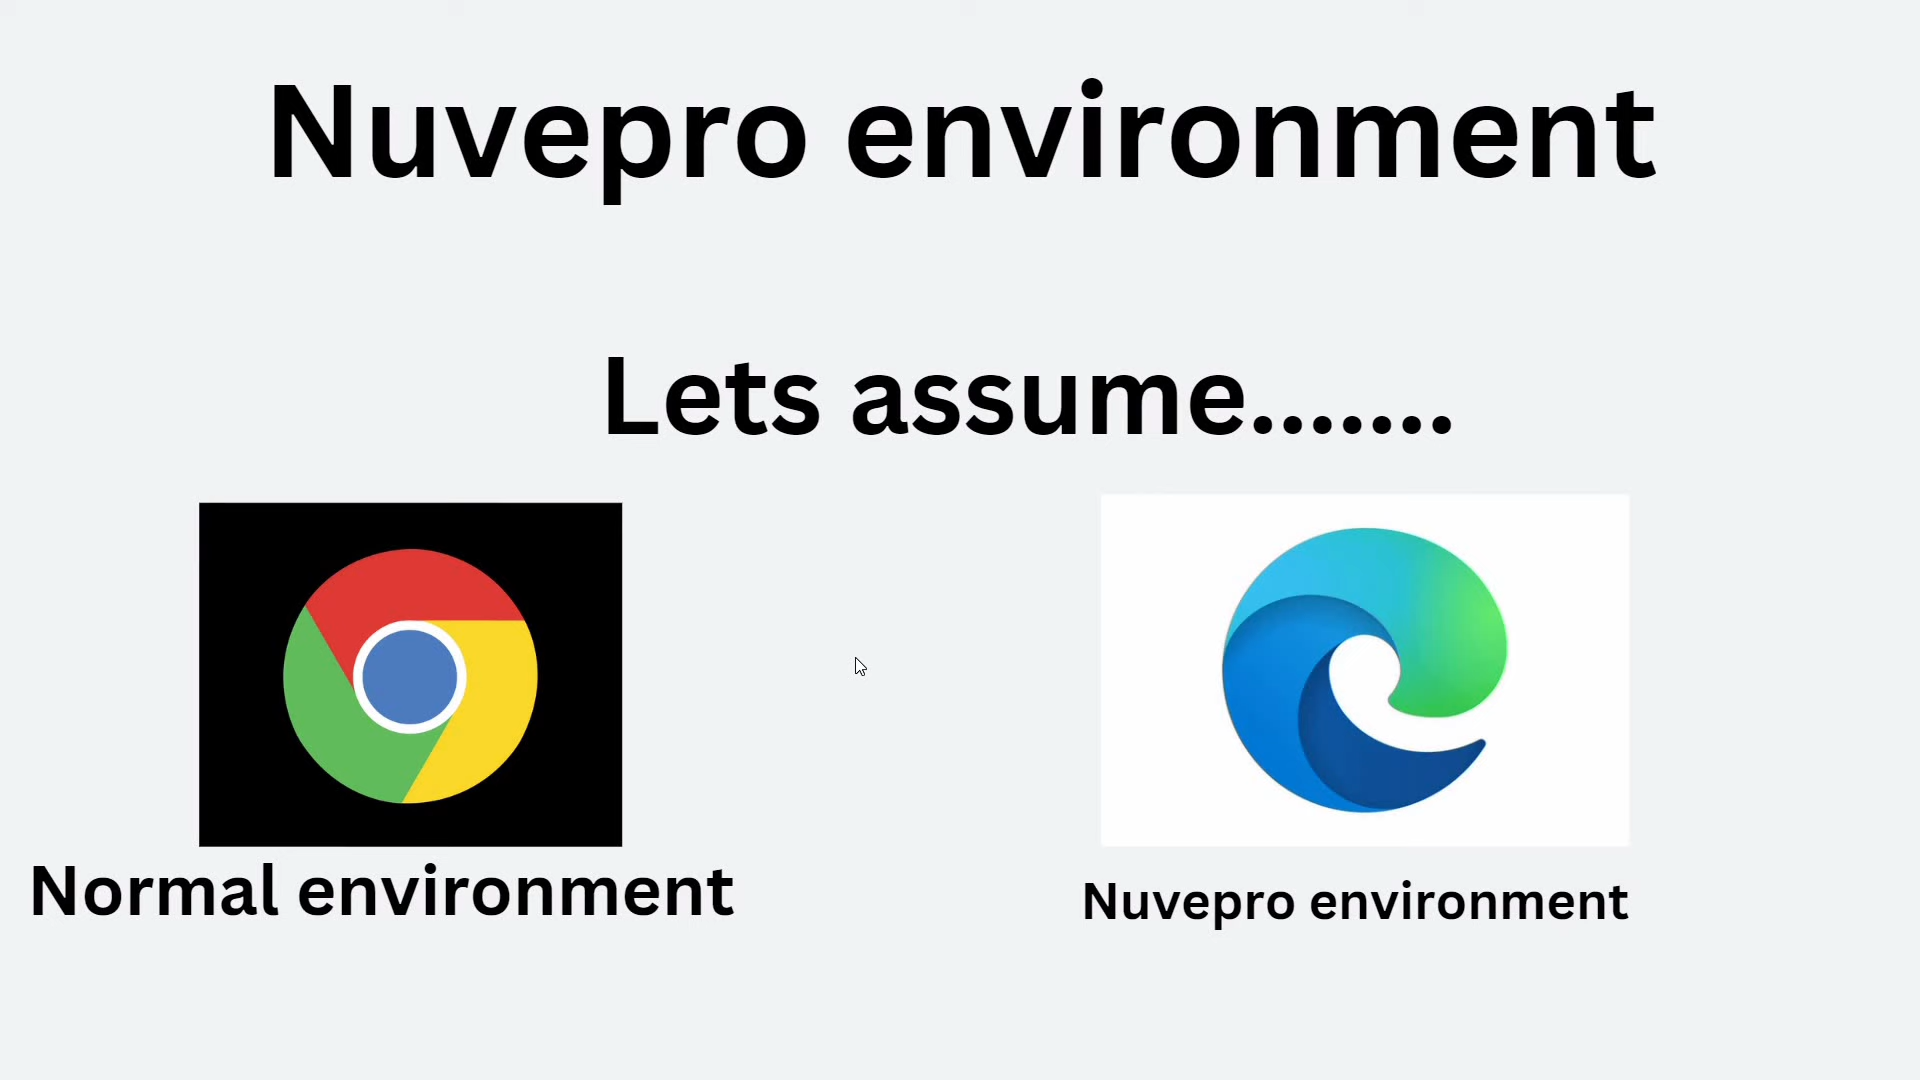 Nuvepro environment
Lets assume.......
Normal environment
Nuvepro environment